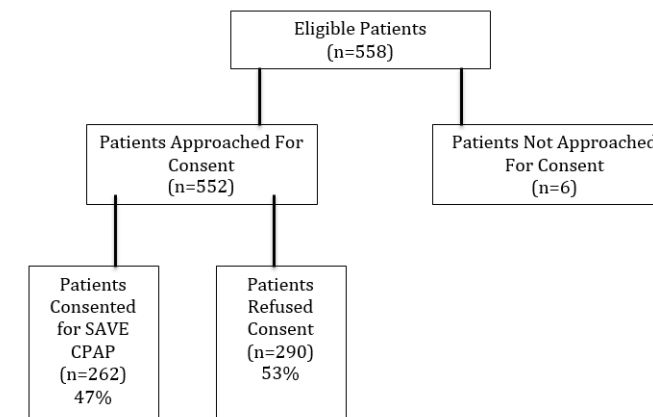 Eligible Patients
(n=558)
Patients Approached For
Consent
(n=552)
Patients Not Approached
For Consent
(n=6)
Patients
Consented
for SAVE
CPAP
(n=262)
47%
Patients
Refused
Consent
(n=290)
53%